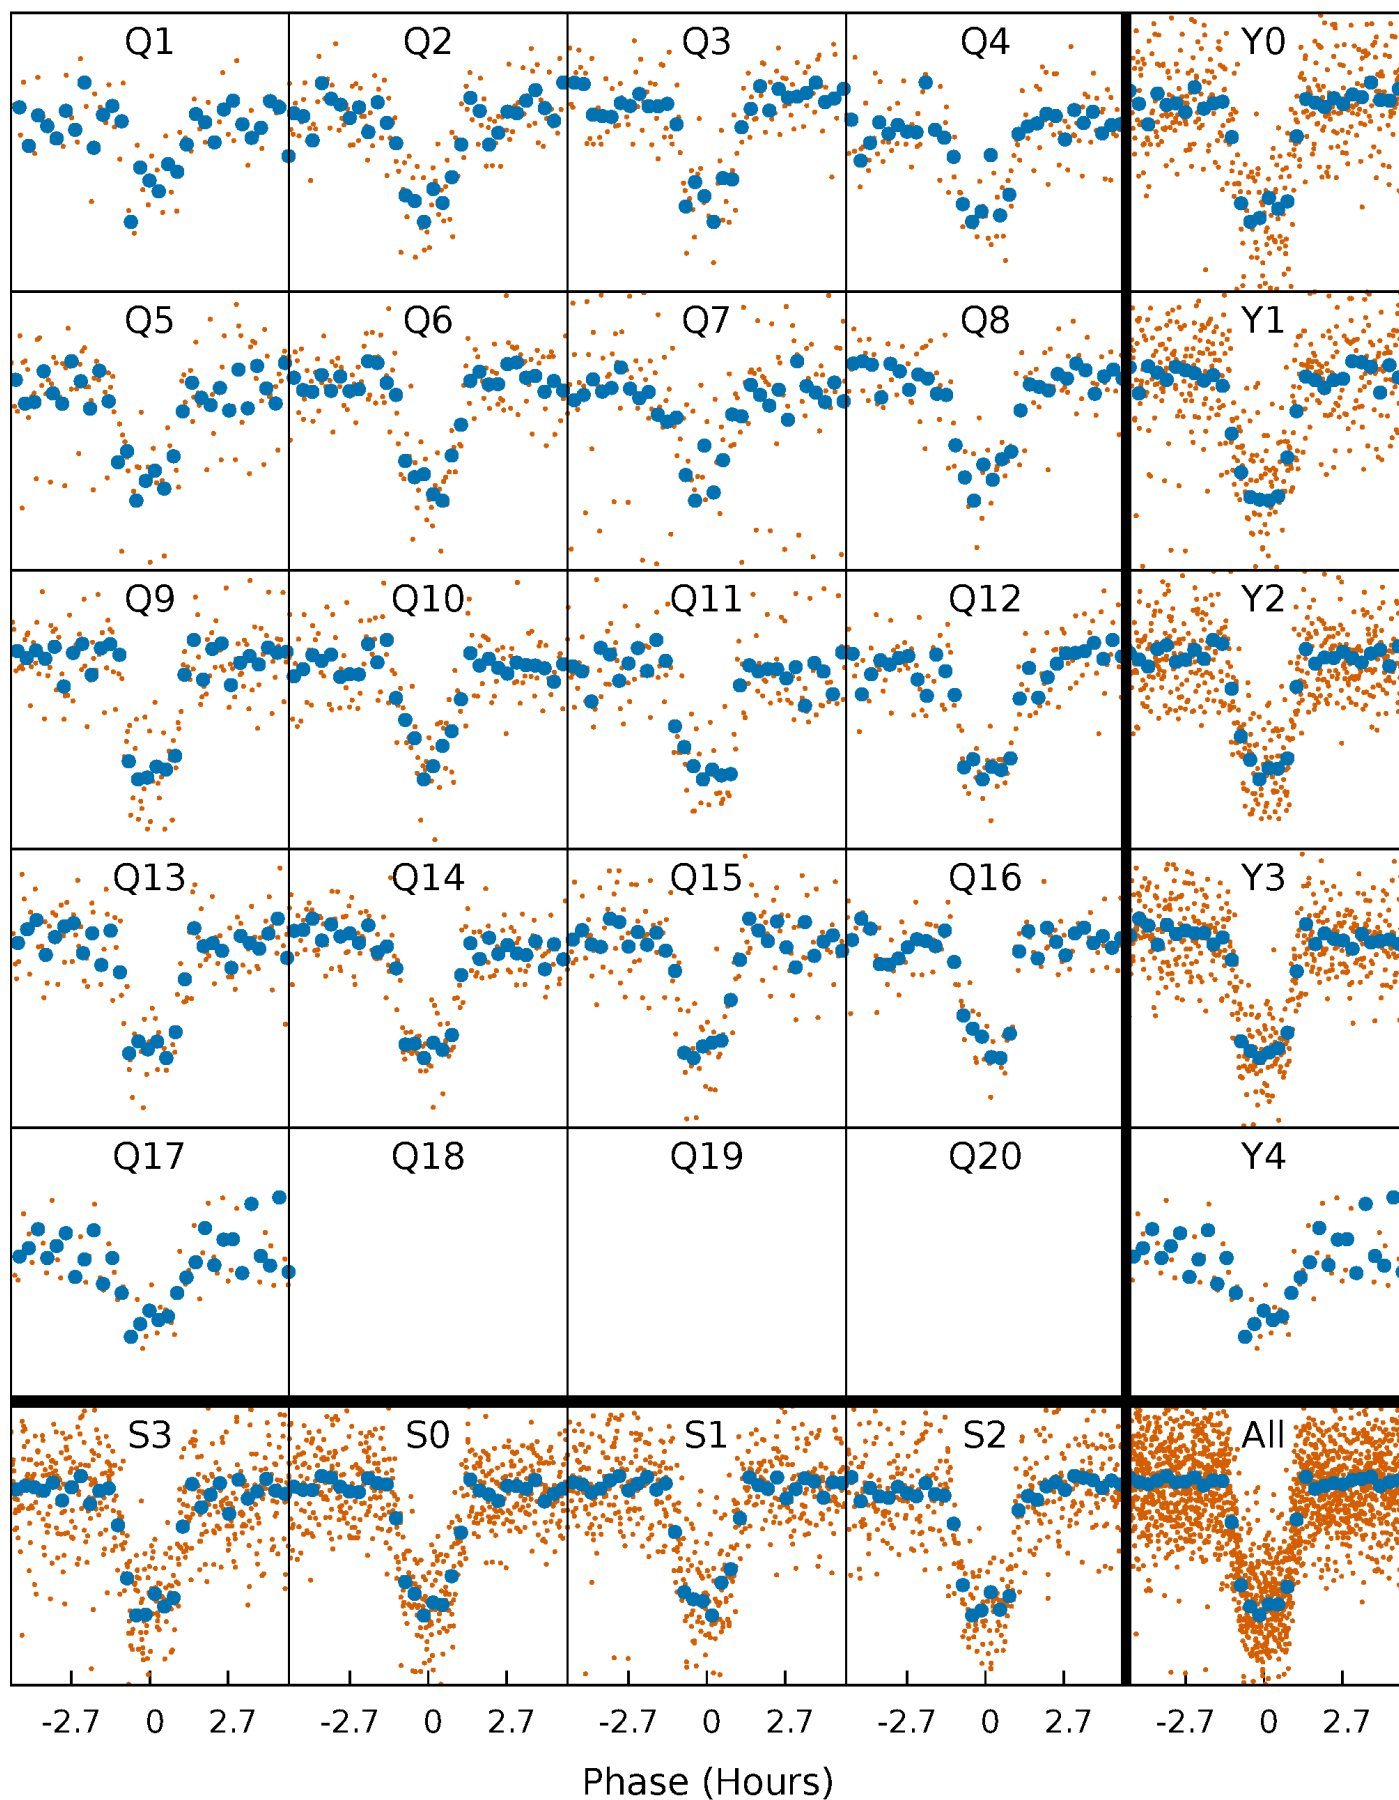 Q1 Q2 Q3 Q4 Y0
Q5 Q6 Q7 Q8 Y1
Q9 Q10 Q11 Q12 Y2
Q13 Q14 Q15 Q16 Y3
Q17 Q18 Q19 Q20 Y4
S3 S0 S1 S2 All
-2.7 0 2.7 -2.7 0 2.7 -2.7 0 2.7 -2.7 0 2.7 -2.7 0 2.7
Phase (Hours)